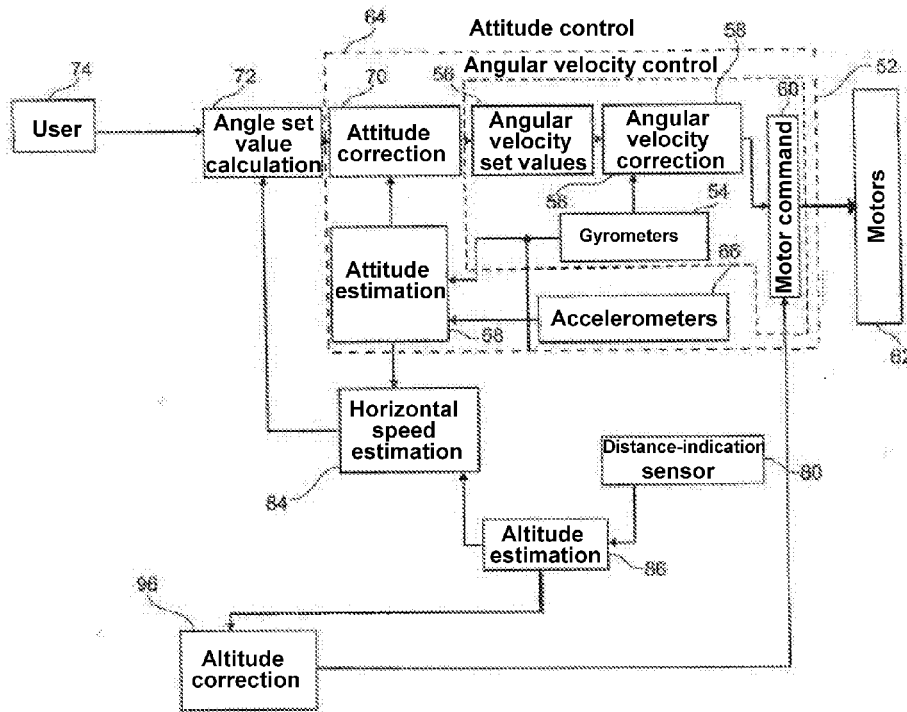 64
Attitude control
58
74
72
70
56
Angular velocity control
60
52
User
Angle set
value
calculation
Attitude
correction
Angular
velocity
set values
Angular
velocity
correction
Motor command
Motors
56
54
Gyrometers
66
Attitude
estimation
Accelerometers
68
62
Horizontal
speed
estimation
Distance-indication
sensor
84
80
Altitude
estimation
86
96
Altitude
correction